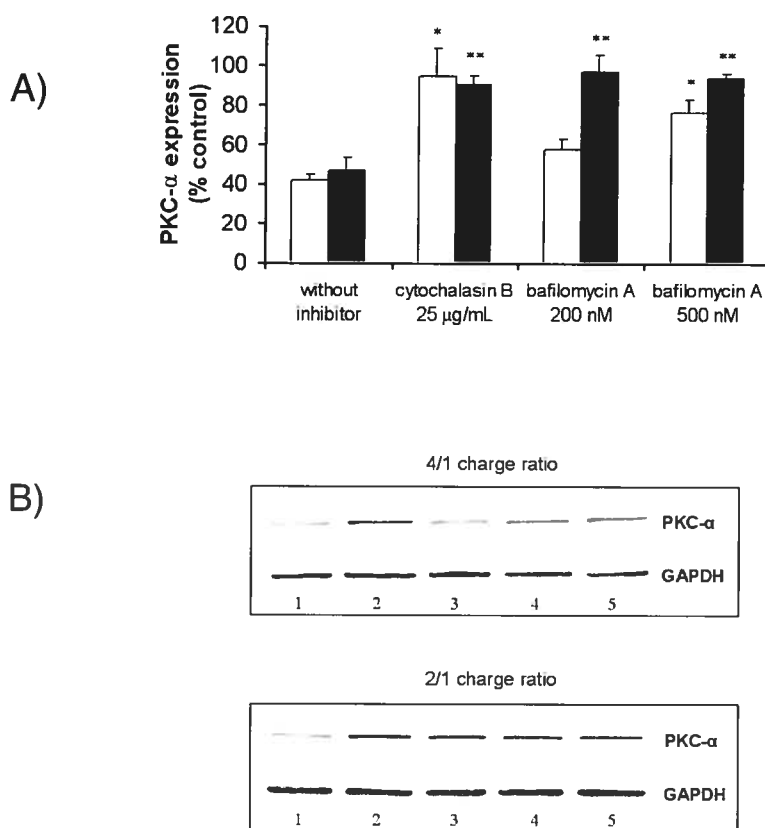 A)
PKC-α expression
(% control)
120
100
80
60
40
20
0
* ** ** * **
without inhibitor
cytochalasin B 25 µg/mL
bafilomycin A 200 nM
bafilomycin A 500 nM
B)
4/1 charge ratio
PKC-α
GAPDH
1 2 3 4 5
2/1 charge ratio
PKC-α
GAPDH
1 2 3 4 5